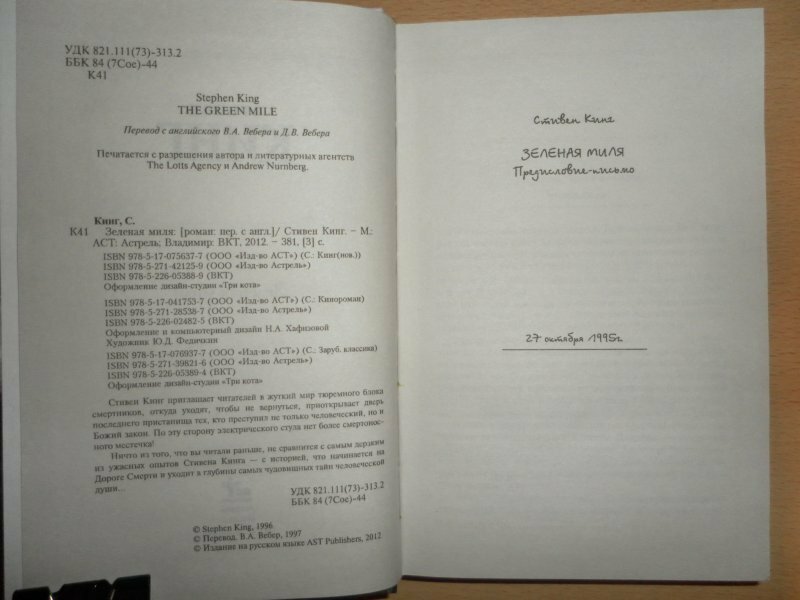 УДК 821.111(73)-313.2
ББК 84 (7Сое)-44
К41
Stephen King
THE GREEN MILE
Перевод с английского В.А. Вебера и Д.В. Вебера
Печатается с разрешения автора и литературных агентств
The Lotts Agency и Andrew Nurnberg.
Кинг, С.
К41 Зеленая миля: [роман: пер. с англ.]/ Стивен Кинг. – М.:
АСТ: Астрель; Владимир: ВКТ, 2012. – 381, [3] с.
ISBN 978-5-17-075637-7 (ООО «Изд-во АСТ») (С.: Кинг(нов.))
ISBN 978-5-271-42125-9 (ООО «Изд-во Астрель»)
ISBN 978-5-226-05388-9 (ВКТ)
Оформление дизайн-студии «Три кота»
ISBN 978-5-17-041753-7 (ООО «Изд-во АСТ») (С.: Кинороман)
ISBN 978-5-271-28538-7 (ООО «Изд-во Астрель»)
ISBN 978-5-226-02482-5 (ВКТ)
Оформление и компьютерный дизайн Н.А. Хафизовой
Художник Ю.Д. Федичкин
ISBN 978-5-17-076937-7 (ООО «Изд-во АСТ») (С.: Заруб. классика)
ISBN 978-5-271-39821-6 (ООО «Изд-во Астрель»)
ISBN 978-5-226-05389-4 (ВКТ)
Оформление дизайн-студии «Три кота»
Стивен Кинг приглашает читателей в жуткий мир тюремного блока
смертников, откуда уходят, чтобы не вернуться, приоткрывает дверь
последнего пристанища тех, кто преступил не только человеческий, но и
Божий закон. По эту сторону электрического стула нет более смертонос-
ного местечка!
Ничто из того, что вы читали раньше, не сравнится с самым дерзким
из ужасных опытов Стивена Кинга — с историей, что начинается на
Дороге Смерти и уходит в глубины самых чудовищных тайн человеческой
души...
УДК 821.111(73)-313.2
ББК 84 (7Сое)-44
© Stephen King, 1996
© Перевод. В.А. Вебер, 1997
© Издание на русском языке AST Publishers, 2012
Стивен Кинг
ЗЕЛЕНАЯ МИЛЯ
Предисловие-письмо
27 октября 1995г.